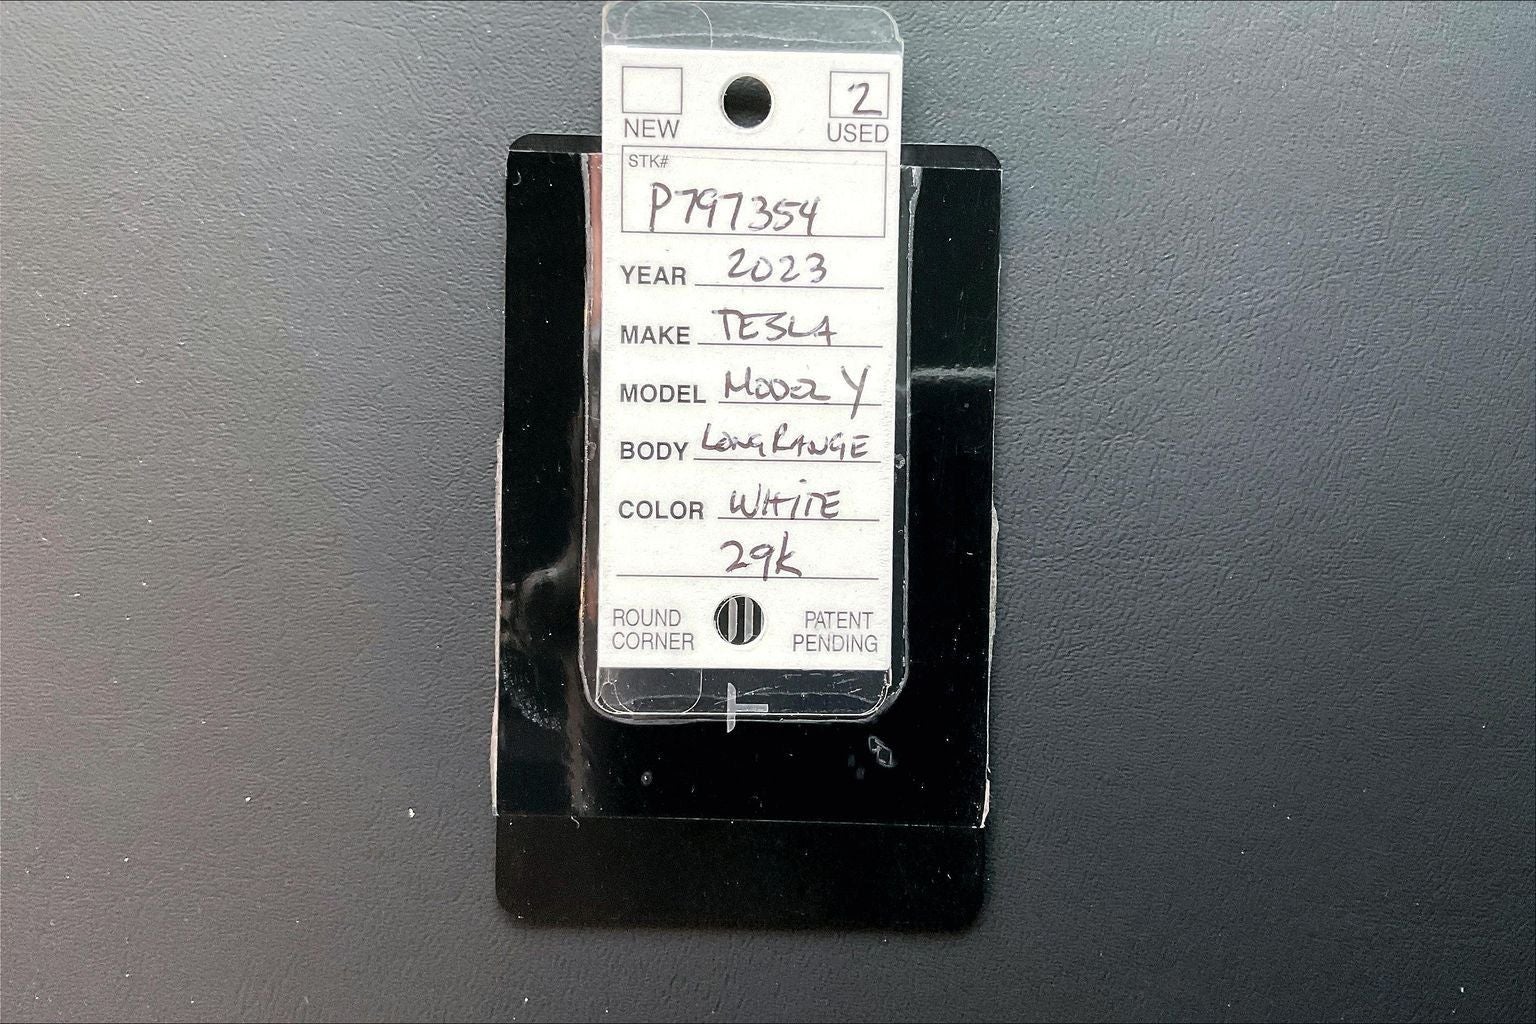 2
NEW USED
STK#
P797354
YEAR 2023
MAKE TESLA
MODEL MODEL Y
BODY LONG RANGE
COLOR WHITE
29K
ROUND CORNER
PATENT PENDING